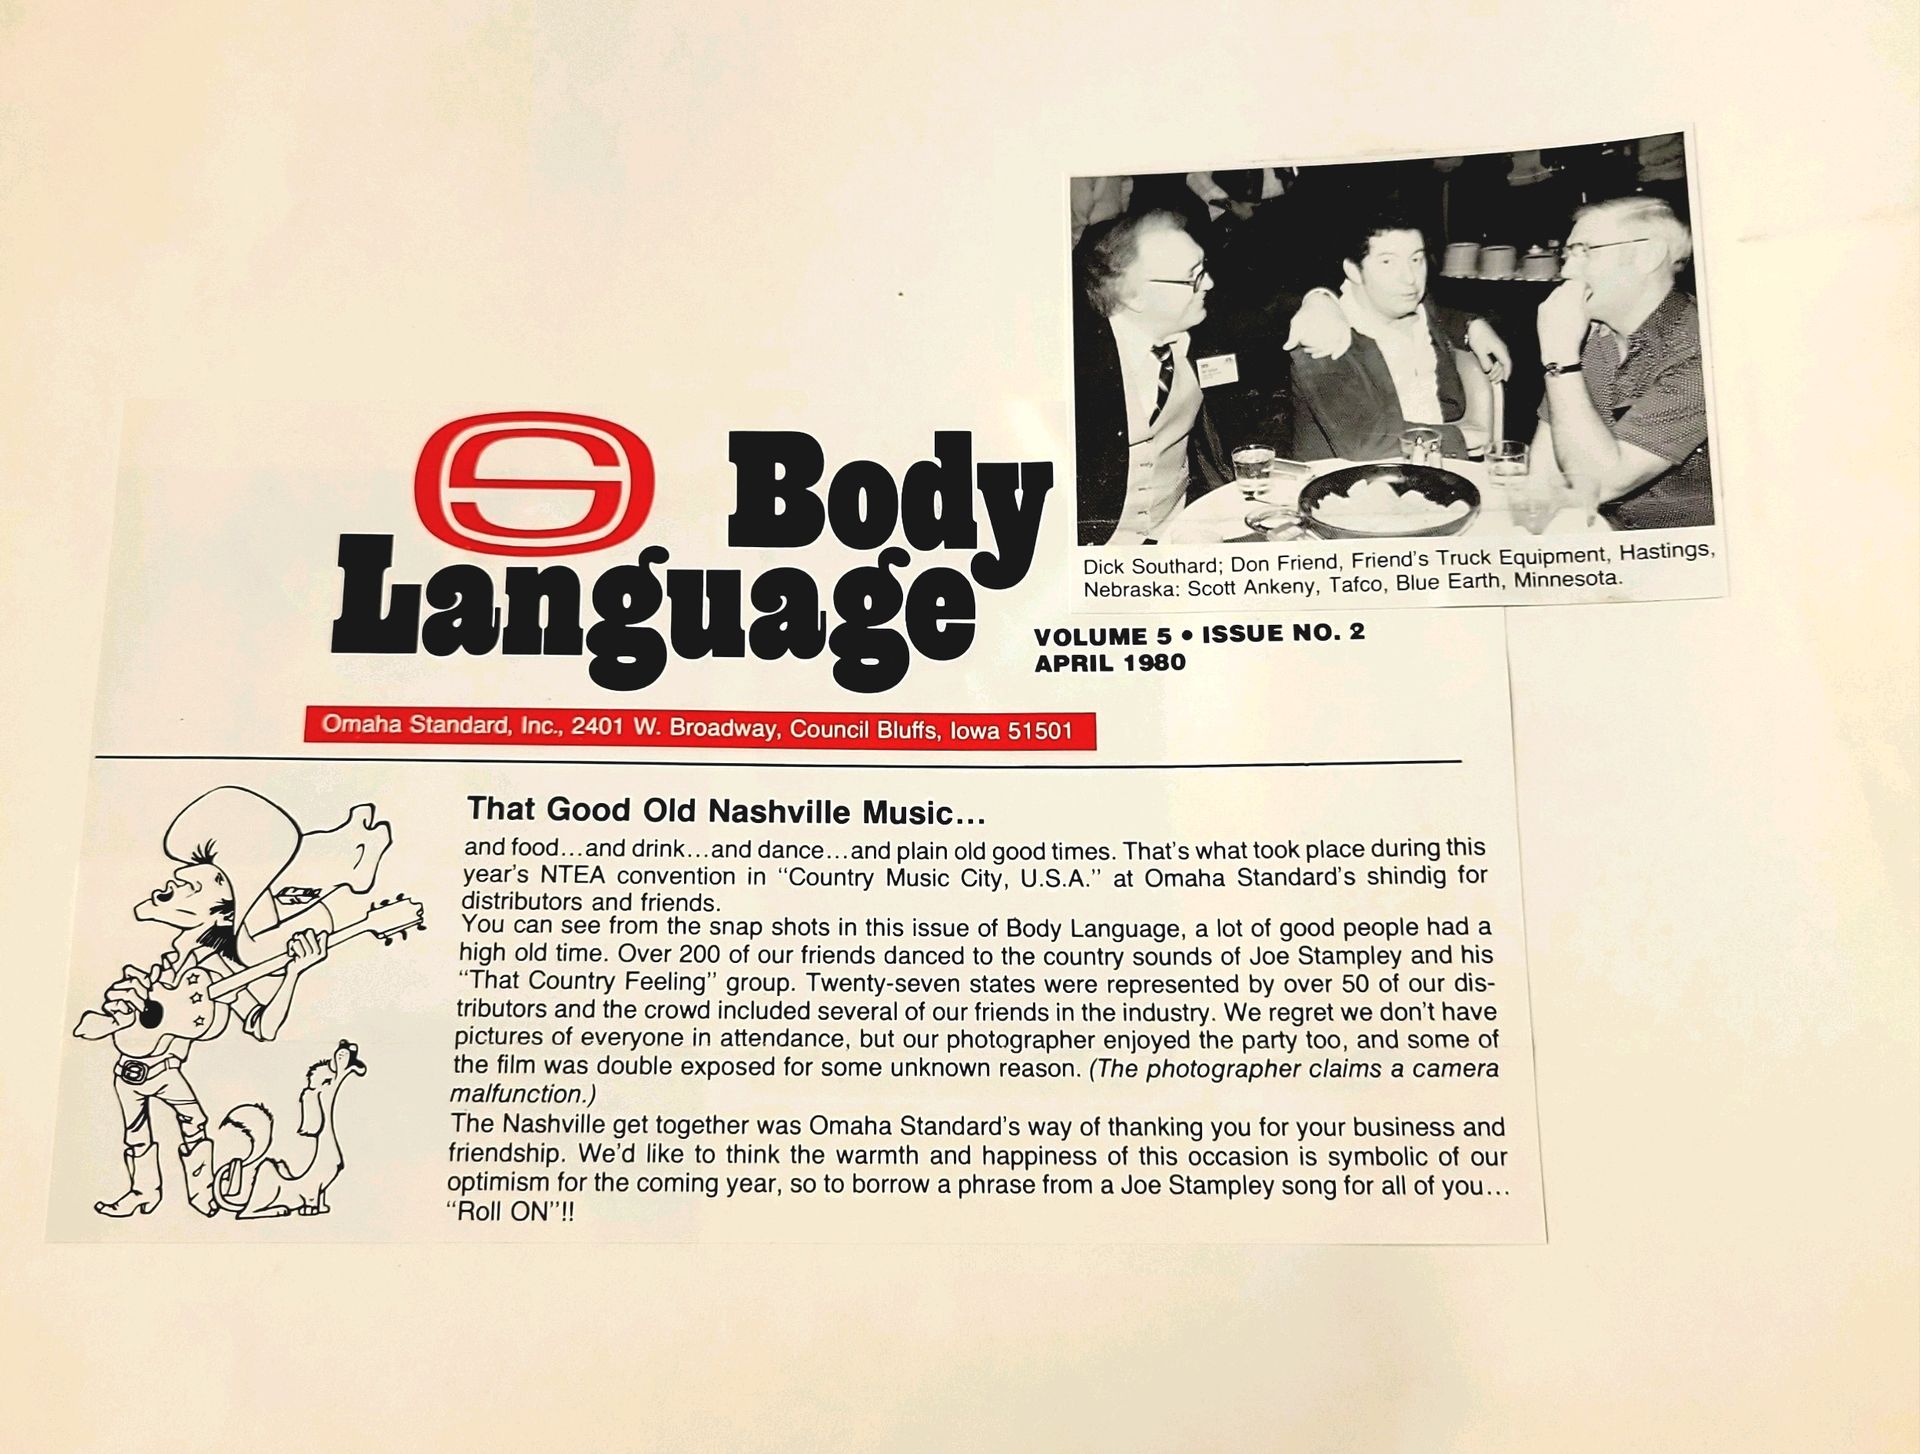 Body
Language
Dick Southard; Don Friend, Friend's Truck Equipment, Hastings,
Nebraska: Scott Ankeny, Tafco, Blue Earth, Minnesota.
VOLUME 5 • ISSUE NO. 2
APRIL 1980
Omaha Standard, Inc., 2401 W. Broadway, Council Bluffs, Iowa 51501
That Good Old Nashville Music...
and food...and drink...and dance...and plain old good times. That's what took place during this
year's NTEA convention in “Country Music City, U.S.A.” at Omaha Standard's shindig for
distributors and friends.
You can see from the snap shots in this issue of Body Language, a lot of good people had a
high old time. Over 200 of our friends danced to the country sounds of Joe Stampley and his
“That Country Feeling” group. Twenty-seven states were represented by over 50 of our dis-
tributors and the crowd included several of our friends in the industry. We regret we don't have
pictures of everyone in attendance, but our photographer enjoyed the party too, and some of
the film was double exposed for some unknown reason. (The photographer claims a camera
malfunction.)
The Nashville get together was Omaha Standard's way of thanking you for your business and
friendship. We'd like to think the warmth and happiness of this occasion is symbolic of our
optimism for the coming year, so to borrow a phrase from a Joe Stampley song for all of you...
“Roll ON”!!